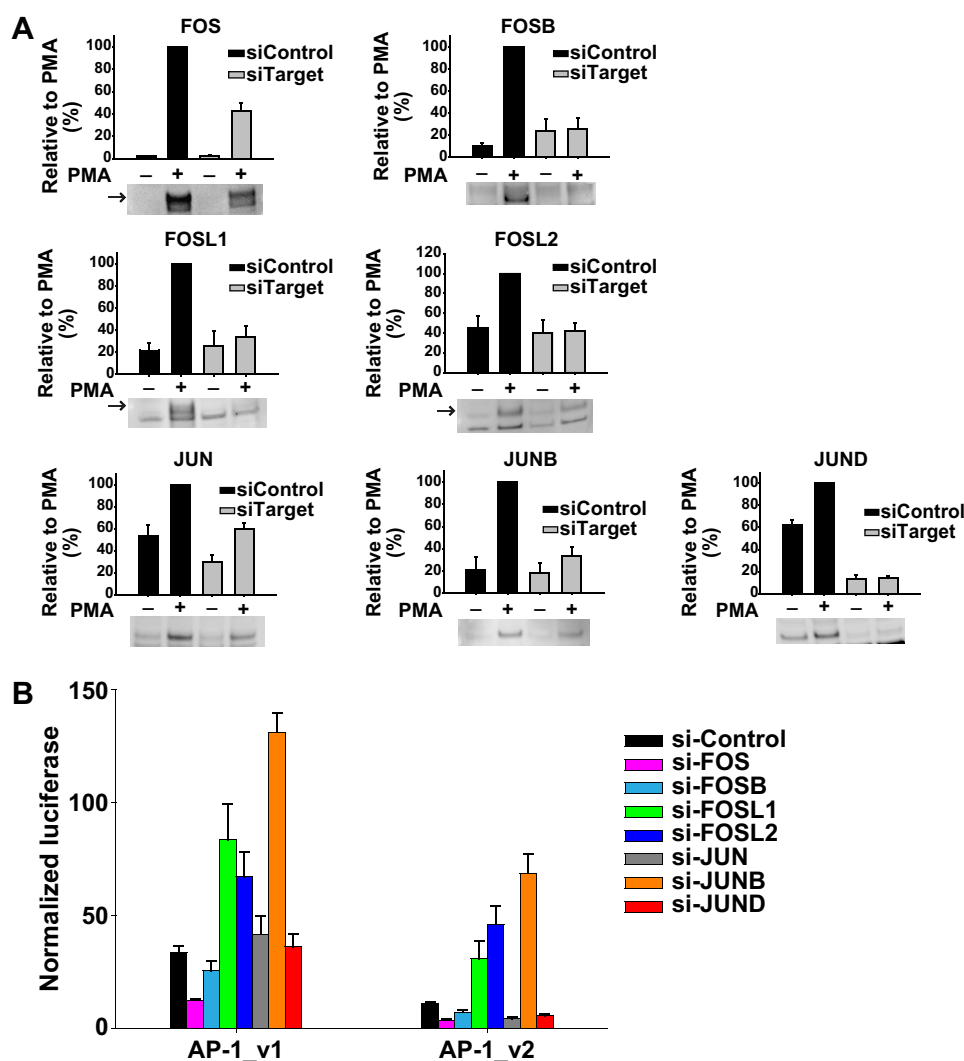 A
FOS
Relative to PMA
(%)
100
80
60
40
20
0
siControl
siTarget
PMA – + – +
→
FOSB
Relative to PMA
(%)
100
80
60
40
20
0
siControl
siTarget
PMA – + – +
FOSL1
Relative to PMA
(%)
100
80
60
40
20
0
siControl
siTarget
PMA – + – +
→
FOSL2
Relative to PMA
(%)
120
100
80
60
40
20
0
siControl
siTarget
PMA – + – +
→
JUN
Relative to PMA
(%)
100
80
60
40
20
0
siControl
siTarget
PMA – + – +
JUNB
Relative to PMA
(%)
100
80
60
40
20
0
siControl
siTarget
PMA – + – +
JUND
Relative to PMA
(%)
100
80
60
40
20
0
siControl
siTarget
PMA – + – +
B
Normalized luciferase
150
100
50
0
AP-1_v1
AP-1_v2
si-Control
si-FOS
si-FOSB
si-FOSL1
si-FOSL2
si-JUN
si-JUNB
si-JUND